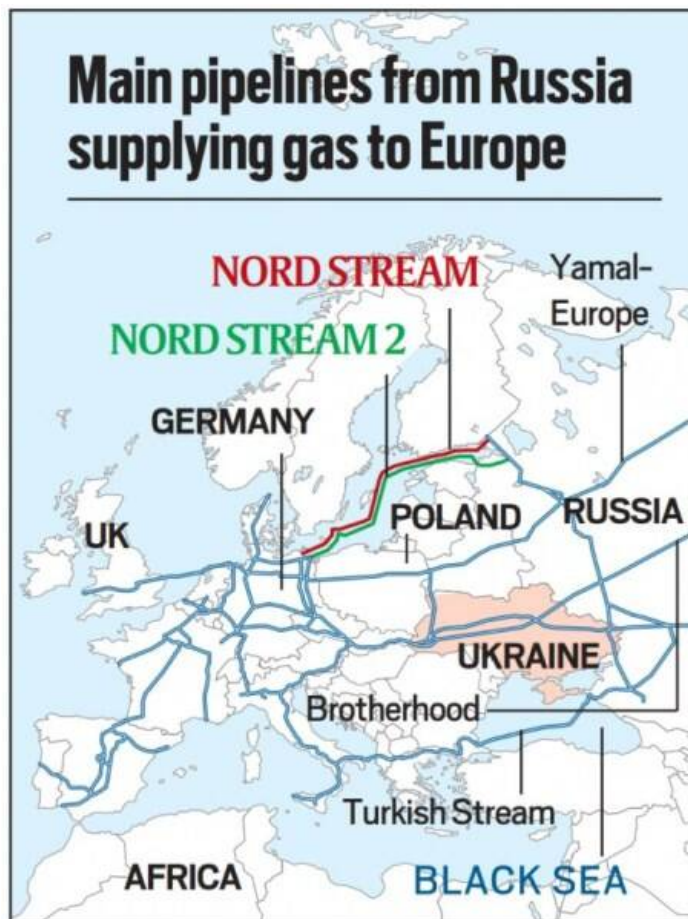 Main pipelines from Russia
supplying gas to Europe
NORD STREAM
Yamal-
Europe
NORD STREAM 2
GERMANY
UK
POLAND
RUSSIA
UKRAINE
Brotherhood
Turkish Stream
AFRICA
BLACK SEA